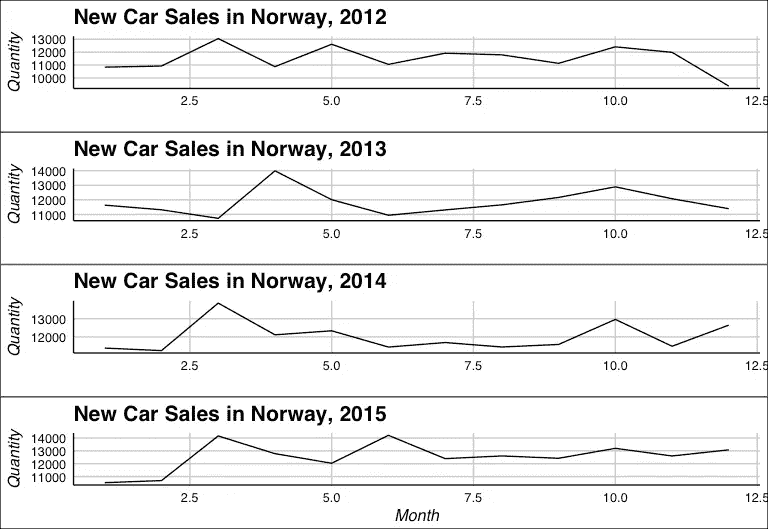 New Car Sales in Norway, 2012
Quantity
13000
12000
11000
10000
2.5 5.0 7.5 10.0 12.5
New Car Sales in Norway, 2013
Quantity
14000
13000
12000
11000
2.5 5.0 7.5 10.0 12.5
New Car Sales in Norway, 2014
Quantity
13000
12000
2.5 5.0 7.5 10.0 12.5
New Car Sales in Norway, 2015
Quantity
14000
13000
12000
11000
2.5 5.0 7.5 10.0 12.5
Month